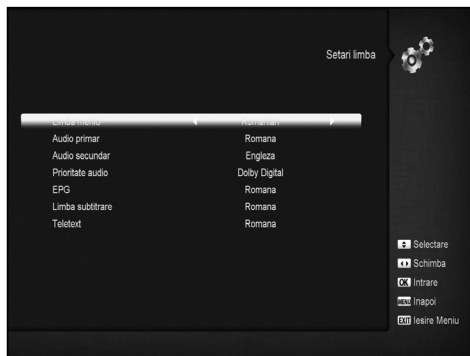 Setari limba
Limba meniu Romanian
Audio primar Romana
Audio secundar Engleza
Prioritate audio Dolby Digital
EPG Romana
Limba subtitrare Romana
Teletext Romana
Selectare
Schimba
OK Intrare
MENU Inapoi
EXIT Iesire Meniu